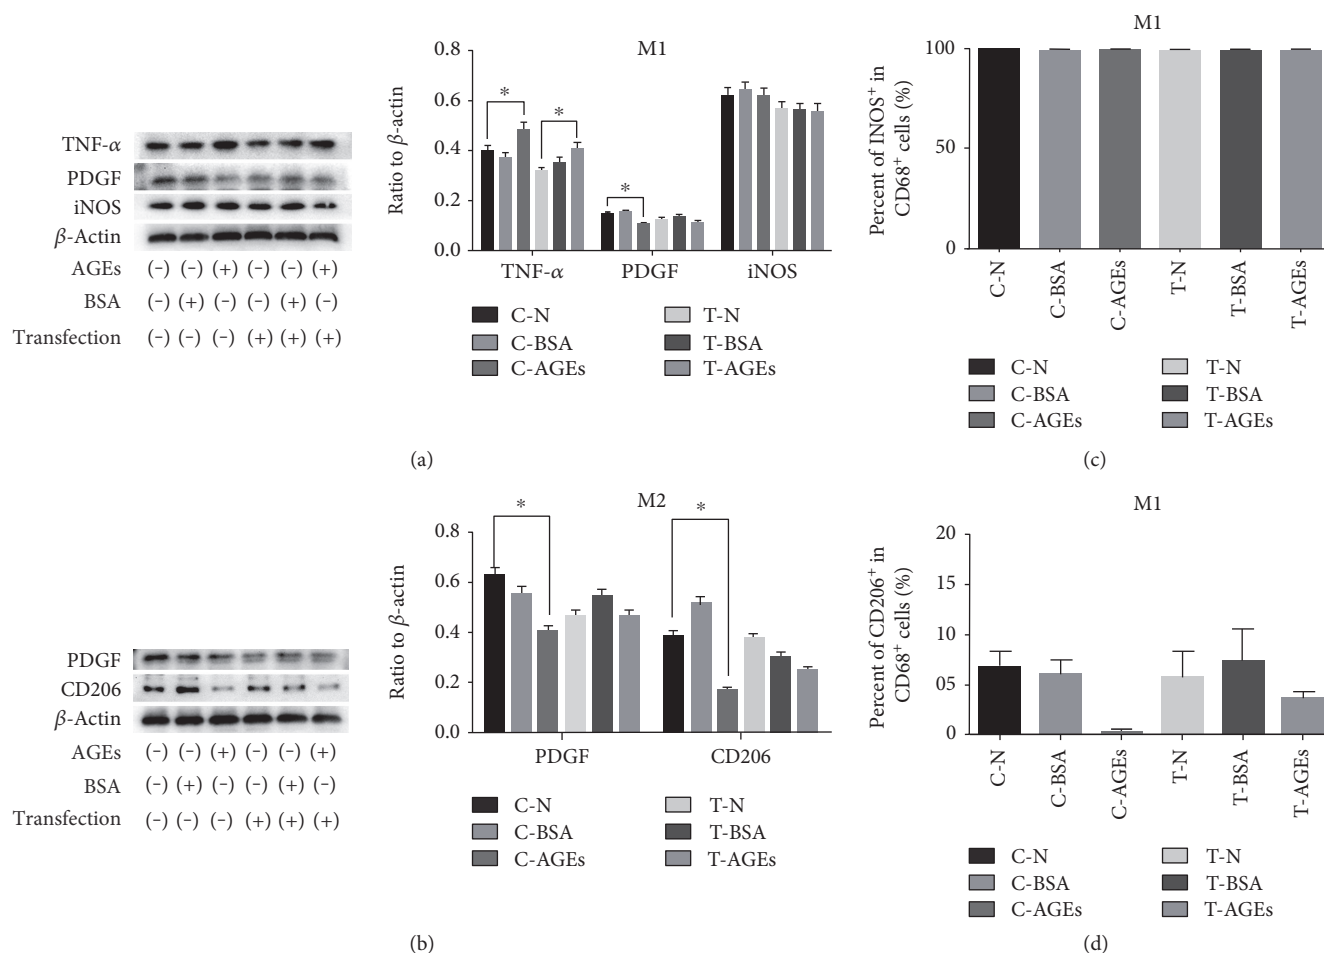 TNF-α
PDGF
iNOS
β-Actin
AGEs (–) (–) (+) (–) (–) (+)
BSA (–) (+) (–) (–) (+) (–)
Transfection (–) (–) (–) (+) (+) (+)
M1
Ratio to β-actin
0.8
0.6
0.4
0.2
0.0
*
*
*
TNF-α PDGF iNOS
C-N T-N
C-BSA T-BSA
C-AGEs T-AGEs
(a)
M1
Percent of INOS⁺ in
CD68⁺ cells (%)
100
50
0
C-N C-BSA C-AGEs T-N T-BSA T-AGEs
C-N T-N
C-BSA T-BSA
C-AGEs T-AGEs
(c)
PDGF
CD206
β-Actin
AGEs (–) (–) (+) (–) (–) (+)
BSA (–) (+) (–) (–) (+) (–)
Transfection (–) (–) (–) (+) (+) (+)
M2
Ratio to β-actin
0.8
0.6
0.4
0.2
0.0
*
*
PDGF CD206
C-N T-N
C-BSA T-BSA
C-AGEs T-AGEs
(b)
M1
Percent of CD206⁺ in
CD68⁺ cells (%)
20
15
10
05
0
C-N C-BSA C-AGEs T-N T-BSA T-AGEs
C-N T-N
C-BSA T-BSA
C-AGEs T-AGEs
(d)